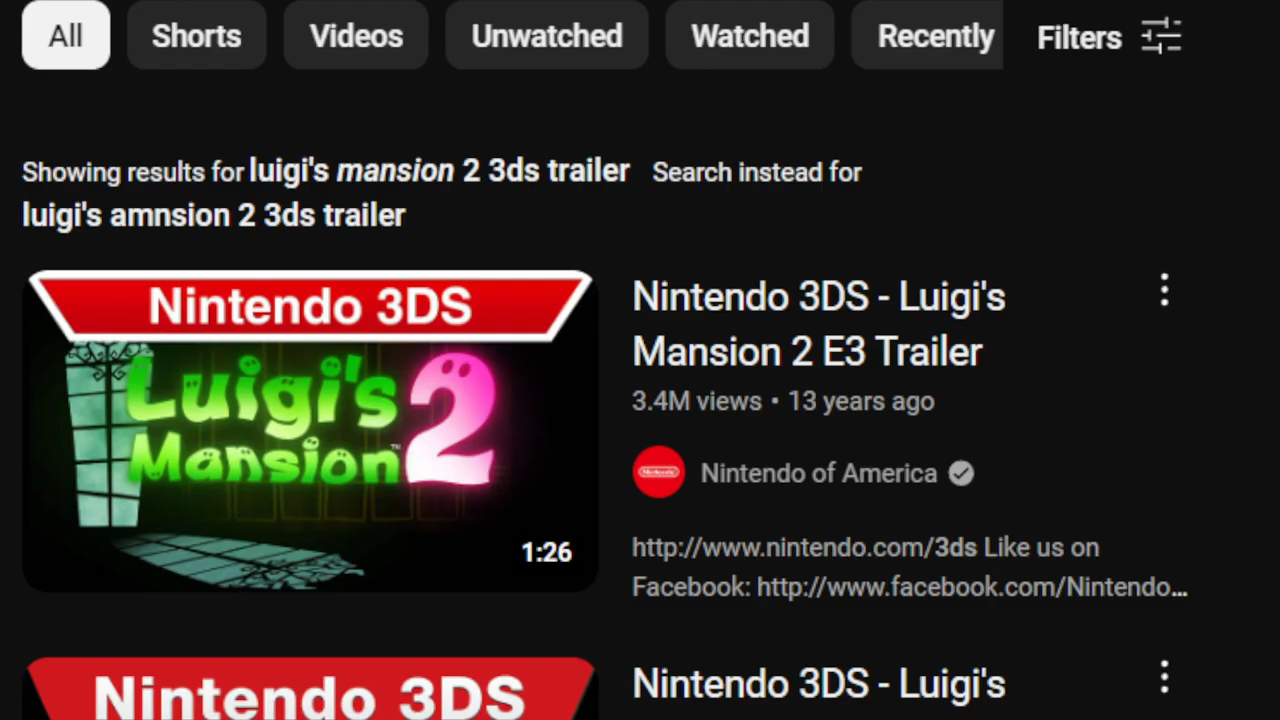 All Shorts Videos Unwatched Watched Recently Filters
Showing results for luigi's mansion 2 3ds trailer Search instead for
luigi's amnsion 2 3ds trailer
Nintendo 3DS
Luigi's
Mansion™ 2
1:26
Nintendo 3DS - Luigi's
Mansion 2 E3 Trailer
3.4M views • 13 years ago
Nintendo
Nintendo of America
http://www.nintendo.com/3ds Like us on
Facebook: http://www.facebook.com/Nintendo...
Nintendo 3DS
Nintendo 3DS - Luigi's